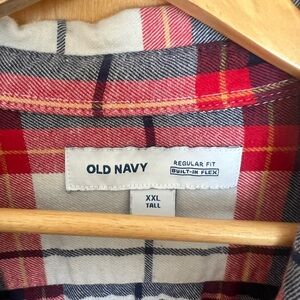 OLD NAVY
REGULAR FIT
BUILT-IN FLEX
XXL
TALL